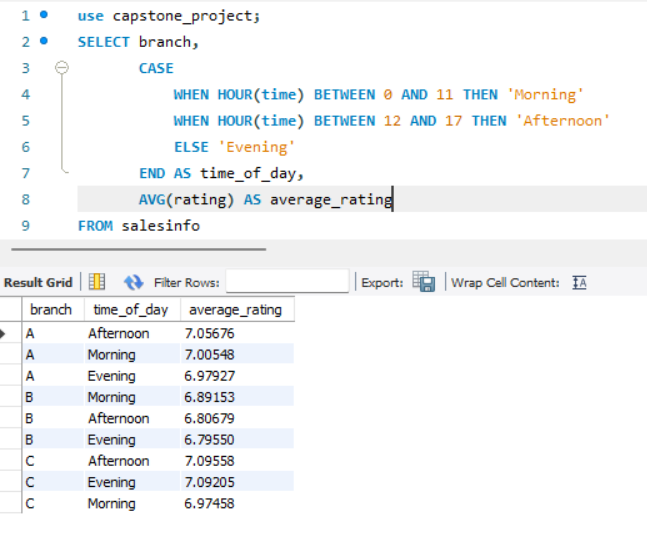 1 use capstone_project;
2 SELECT branch,
3 CASE
4 WHEN HOUR(time) BETWEEN 0 AND 11 THEN 'Morning'
5 WHEN HOUR(time) BETWEEN 12 AND 17 THEN 'Afternoon'
6 ELSE 'Evening'
7 END AS time_of_day,
8 AVG(rating) AS average_rating
9 FROM salesinfo
Result Grid Filter Rows: Export: Wrap Cell Content: IA
branch time_of_day average_rating
A Afternoon 7.05676
A Morning 7.00548
A Evening 6.97927
B Morning 6.89153
B Afternoon 6.80679
B Evening 6.79550
C Afternoon 7.09558
C Evening 7.09205
C Morning 6.97458